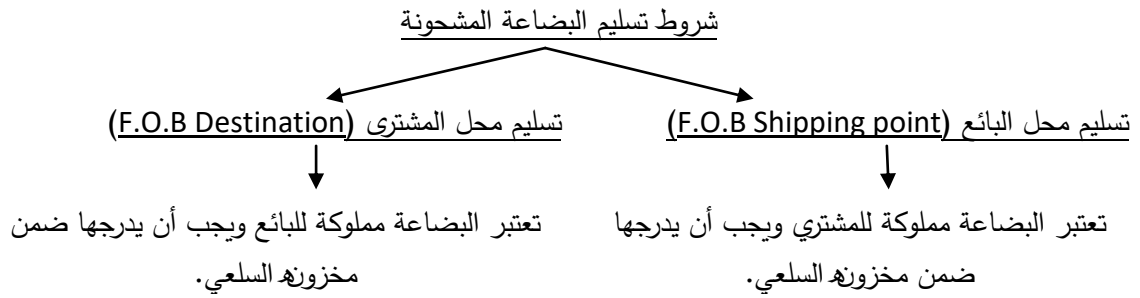 شروط تسليم البضاعة المشحونة
تسليم محل البائع (F.O.B Shipping point)
تسليم محل المشترى (F.O.B Destination)
تعتبر البضاعة مملوكة للمشتري ويجب أن يدرجها
ضمن مخزونه السلعي.
تعتبر البضاعة مملوكة للبائع ويجب أن يدرجها ضمن
مخزونه السلعي.